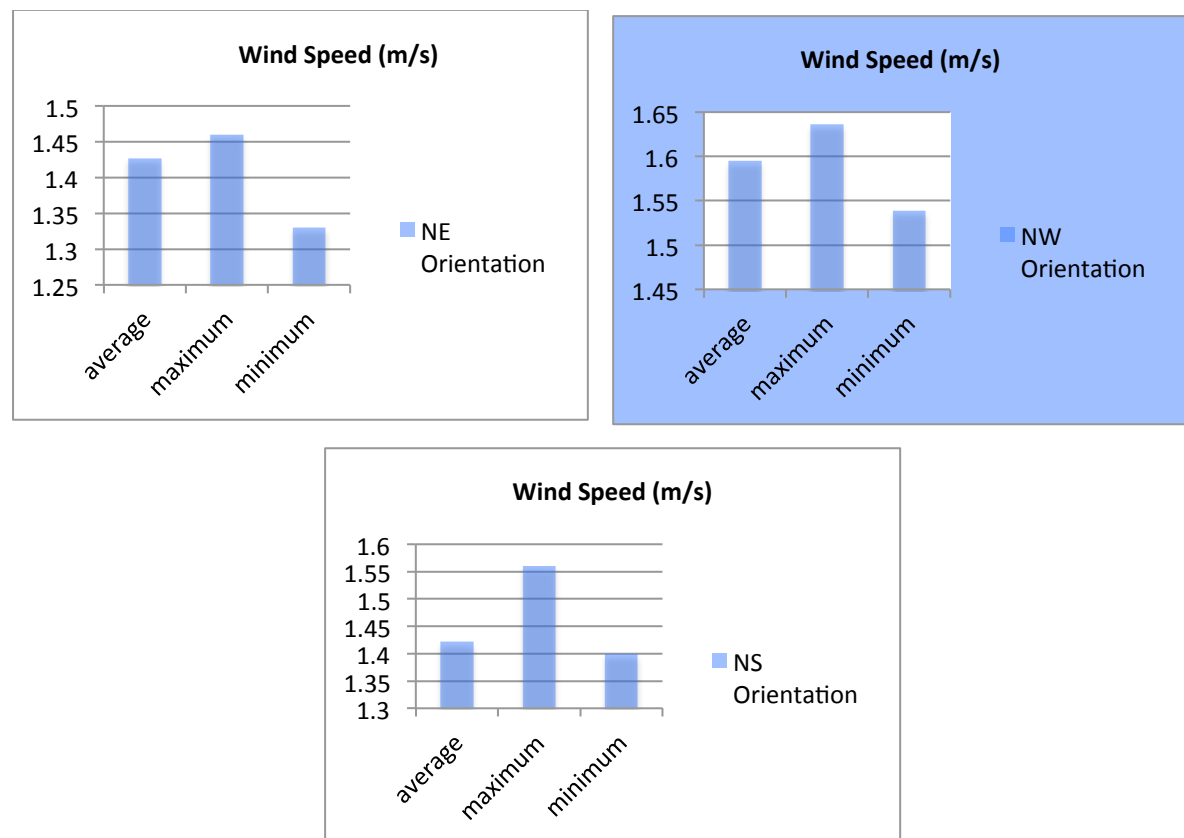 Wind Speed (m/s)
1.5
1.45
1.4
1.35
1.3
1.25
average
maximum
minimum
NE
Orientation
Wind Speed (m/s)
1.65
1.6
1.55
1.5
1.45
average
maximum
minimum
NW
Orientation
Wind Speed (m/s)
1.6
1.55
1.5
1.45
1.4
1.35
1.3
average
maximum
minimum
NS
Orientation